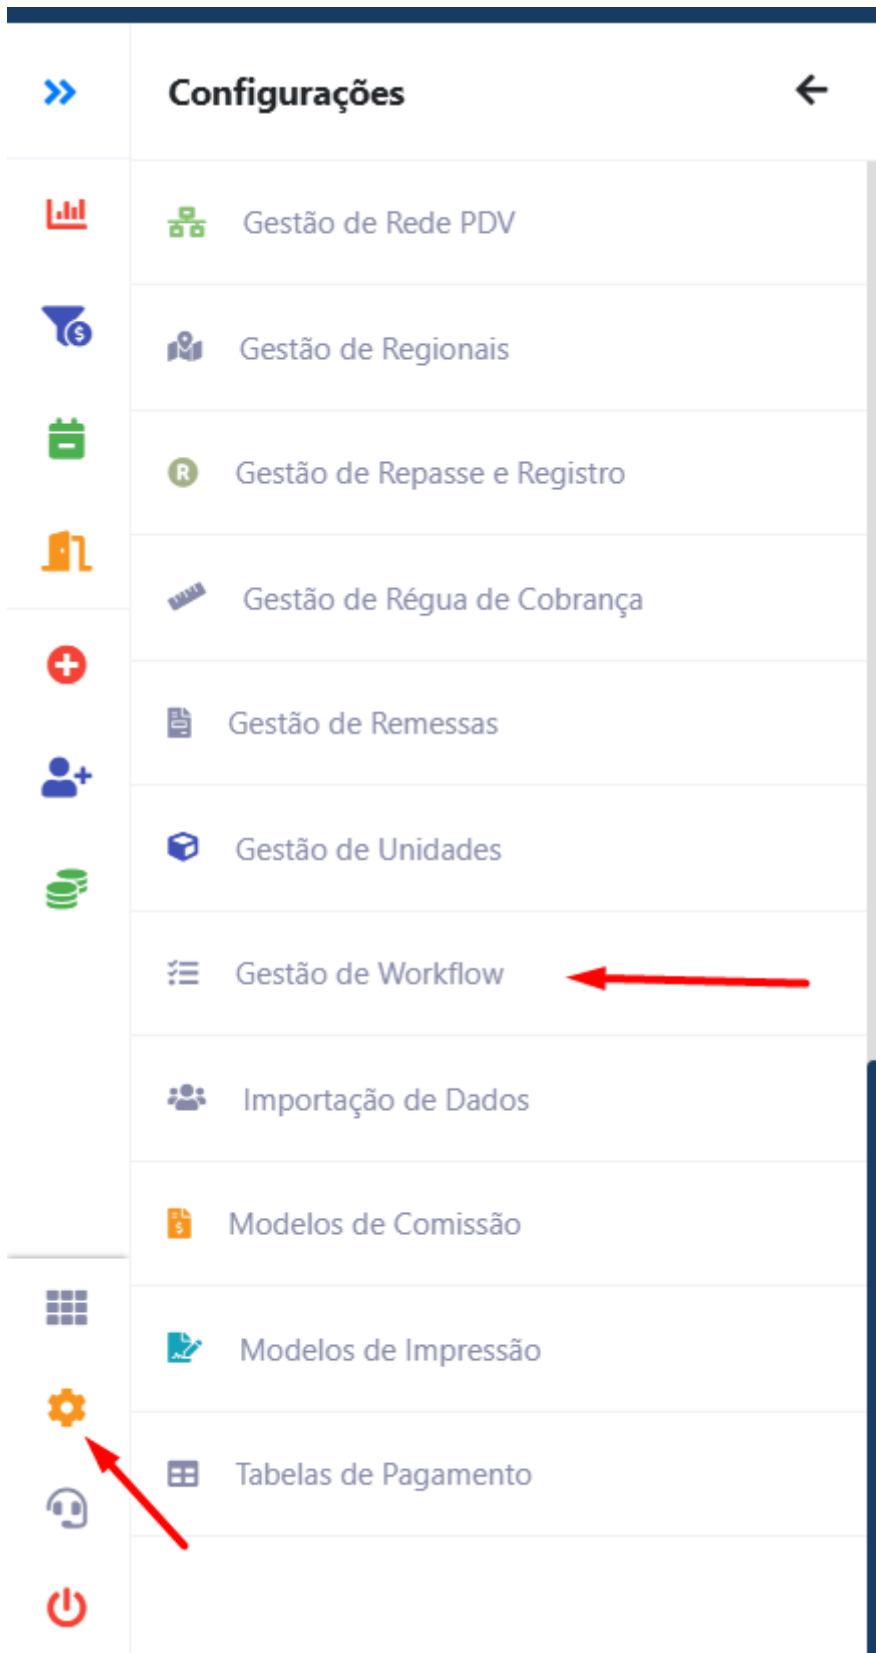 Configurações
Gestão de Rede PDV
Gestão de Regionais
R Gestão de Repasse e Registro
Gestão de Régua de Cobrança
Gestão de Remessas
Gestão de Unidades
Gestão de Workflow
Importação de Dados
Modelos de Comissão
Modelos de Impressão
Tabelas de Pagamento